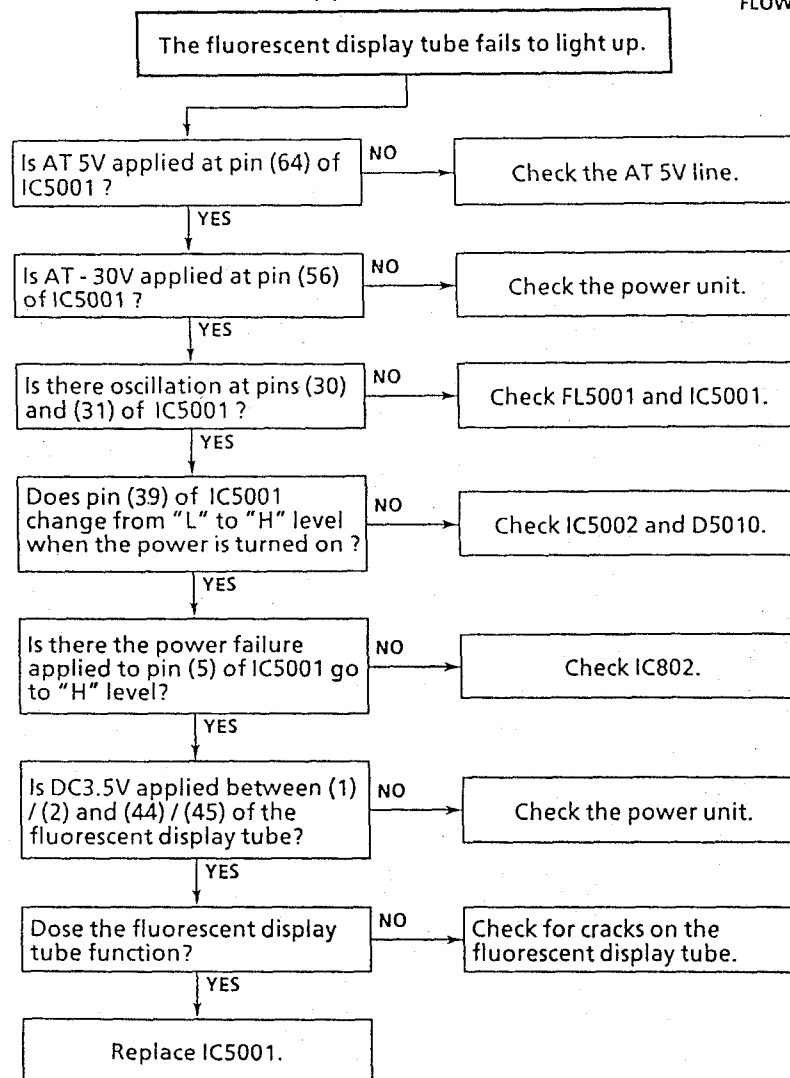 FLOW
The fluorescent display tube fails to light up.
Is AT 5V applied at pin (64) of
IC5001 ?
NO
Check the AT 5V line.
YES
Is AT - 30V applied at pin (56)
of IC5001 ?
NO
Check the power unit.
YES
Is there oscillation at pins (30)
and (31) of IC5001 ?
NO
Check FL5001 and IC5001.
YES
Does pin (39) of IC5001
change from "L" to "H" level
when the power is turned on ?
NO
Check IC5002 and D5010.
YES
Is there the power failure
applied to pin (5) of IC5001 go
to "H" level?
NO
Check IC802.
YES
Is DC3.5V applied between (1)
/ (2) and (44) / (45) of the
fluorescent display tube?
NO
Check the power unit.
YES
Dose the fluorescent display
tube function?
NO
Check for cracks on the
fluorescent display tube.
YES
Replace IC5001.